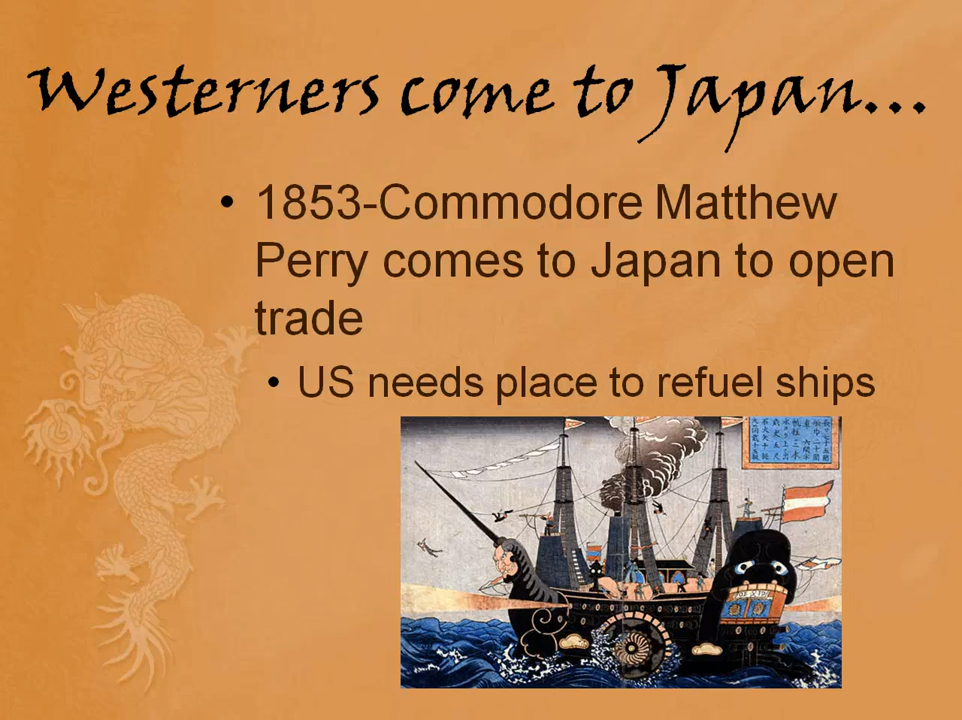 Westerners come to Japan...
• 1853-Commodore Matthew
Perry comes to Japan to open
trade
• US needs place to refuel ships